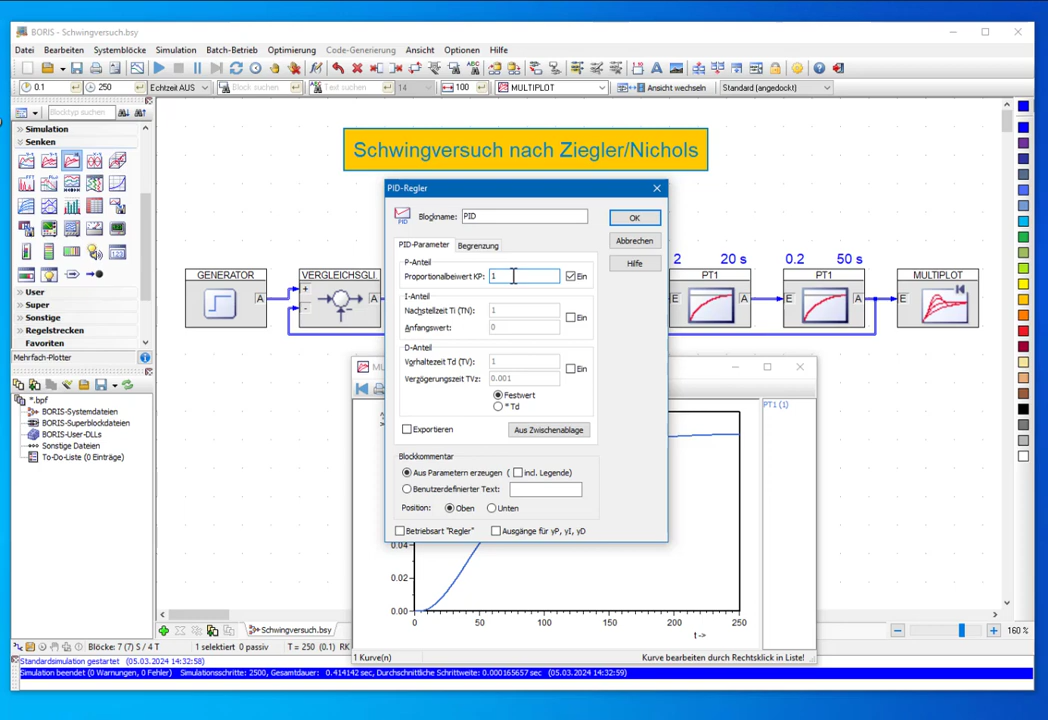 BORIS - Schwingversuch.bsy
Datei Bearbeiten Systemblöcke Simulation Batch-Betrieb Optimierung Code-Generierung Ansicht Optionen Hilfe
0.1 250 Echtzeit AUS Block suchen Text suchen 14 100 MULTIPLOT Ansicht wechseln Standard (angedockt)
Blocktyp suchen
Simulation
Senken
User
Super
Sonstige
Regelstrecken
Favoriten
Mehrfach-Plotter
*.bpf
BORIS-Systemdateien
BORIS-Superblockdateien
BORIS-User-DLLs
Sonstige Dateien
To-Do-Liste (0 Einträge)
Schwingversuch nach Ziegler/Nichols
GENERATOR
A
VERGLEICHSGLI.
+
-
A
2 20 s
PT1
E A
0.2 50 s
PT1
E A
MULTIPLOT
E
PID-Regler
Blockname: PID
OK
Abbrechen
Hilfe
PID-Parameter Begrenzung
P-Anteil
Proportionalbeiwert KP: 1 Ein
I-Anteil
Nachstellzeit Ti (TN): 1 Ein
Anfangswert: 0
D-Anteil
Vorhaltezeit Td (TV): 1 Ein
Verzögerungszeit TVz: 0.001
Festwert
* Td
Exportieren Aus Zwischenablage
Blockkommentar
Aus Parametern erzeugen ( incl. Legende)
Benutzerdefinierter Text:
Position: Oben Unten
Betriebsart "Regler" Ausgänge für yP, yI, yD
PT1 (1)
0.04
0.02
0.00
0 50 100 150 200 250
t ->
1 Kurve(n) Kurve bearbeiten durch Rechtsklick in Liste!
Schwingversuch.bsy
160 %
Blöcke: 7 (7) S / 4 T 1 selektiert 0 passiv T = 250 (0.1) RK
Standardsimulation gestartet (05.03.2024 14:32:58)
Simulation beendet (0 Warnungen, 0 Fehler) Simulationsschritte: 2500, Gesamtdauer: 0.414142 sec, Durchschnittliche Schrittweite: 0.000165657 sec (05.03.2024 14:32:59)